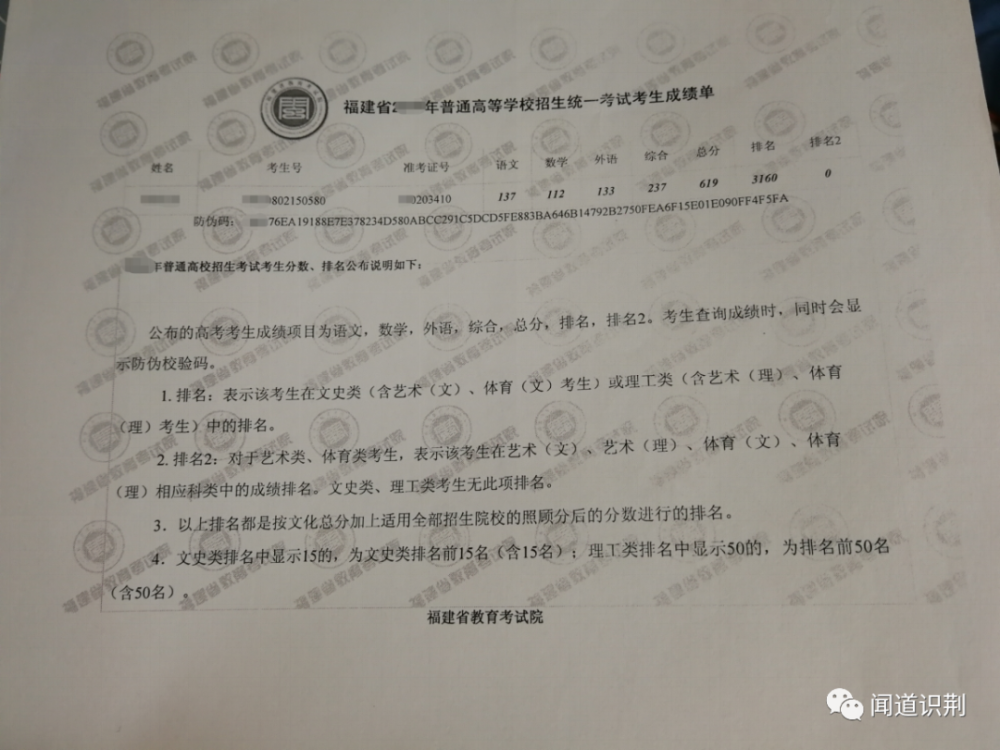 福建省2 年普通高等学校招生统一考试考生成绩单
姓名 考生号 准考证号 语文 数学 外语 综合 总分 排名 排名2
802150580 0203410 137 112 133 237 619 3160 0
防伪码: 76EA19188E7E378234D580ABCC291C5DCD5FE883BA646B14792B2750FEA6F15E01E090FF4F5FA
年普通高校招生考试考生分数、排名公布说明如下:
公布的高考考生成绩项目为语文，数学，外语，综合，总分，排名，排名2。考生查询成绩时，同时会显
示防伪校验码。
1. 排名：表示该考生在文史类（含艺术（文）、体育（文）考生）或理工类（含艺术（理）、体育
（理）考生）中的排名。
2. 排名2：对于艺术类、体育类考生，表示该考生在艺术（文）、艺术（理）、体育（文）、体育
（理）相应科类中的成绩排名。文史类、理工类考生无此项排名。
3．以上排名都是按文化总分加上适用全部招生院校的照顾分后的分数进行的排名。
4．文史类排名中显示15的，为文史类排名前15名（含15名）；理工类排名中显示50的，为排名前50名
（含50名）。
福建省教育考试院
闻道识荆